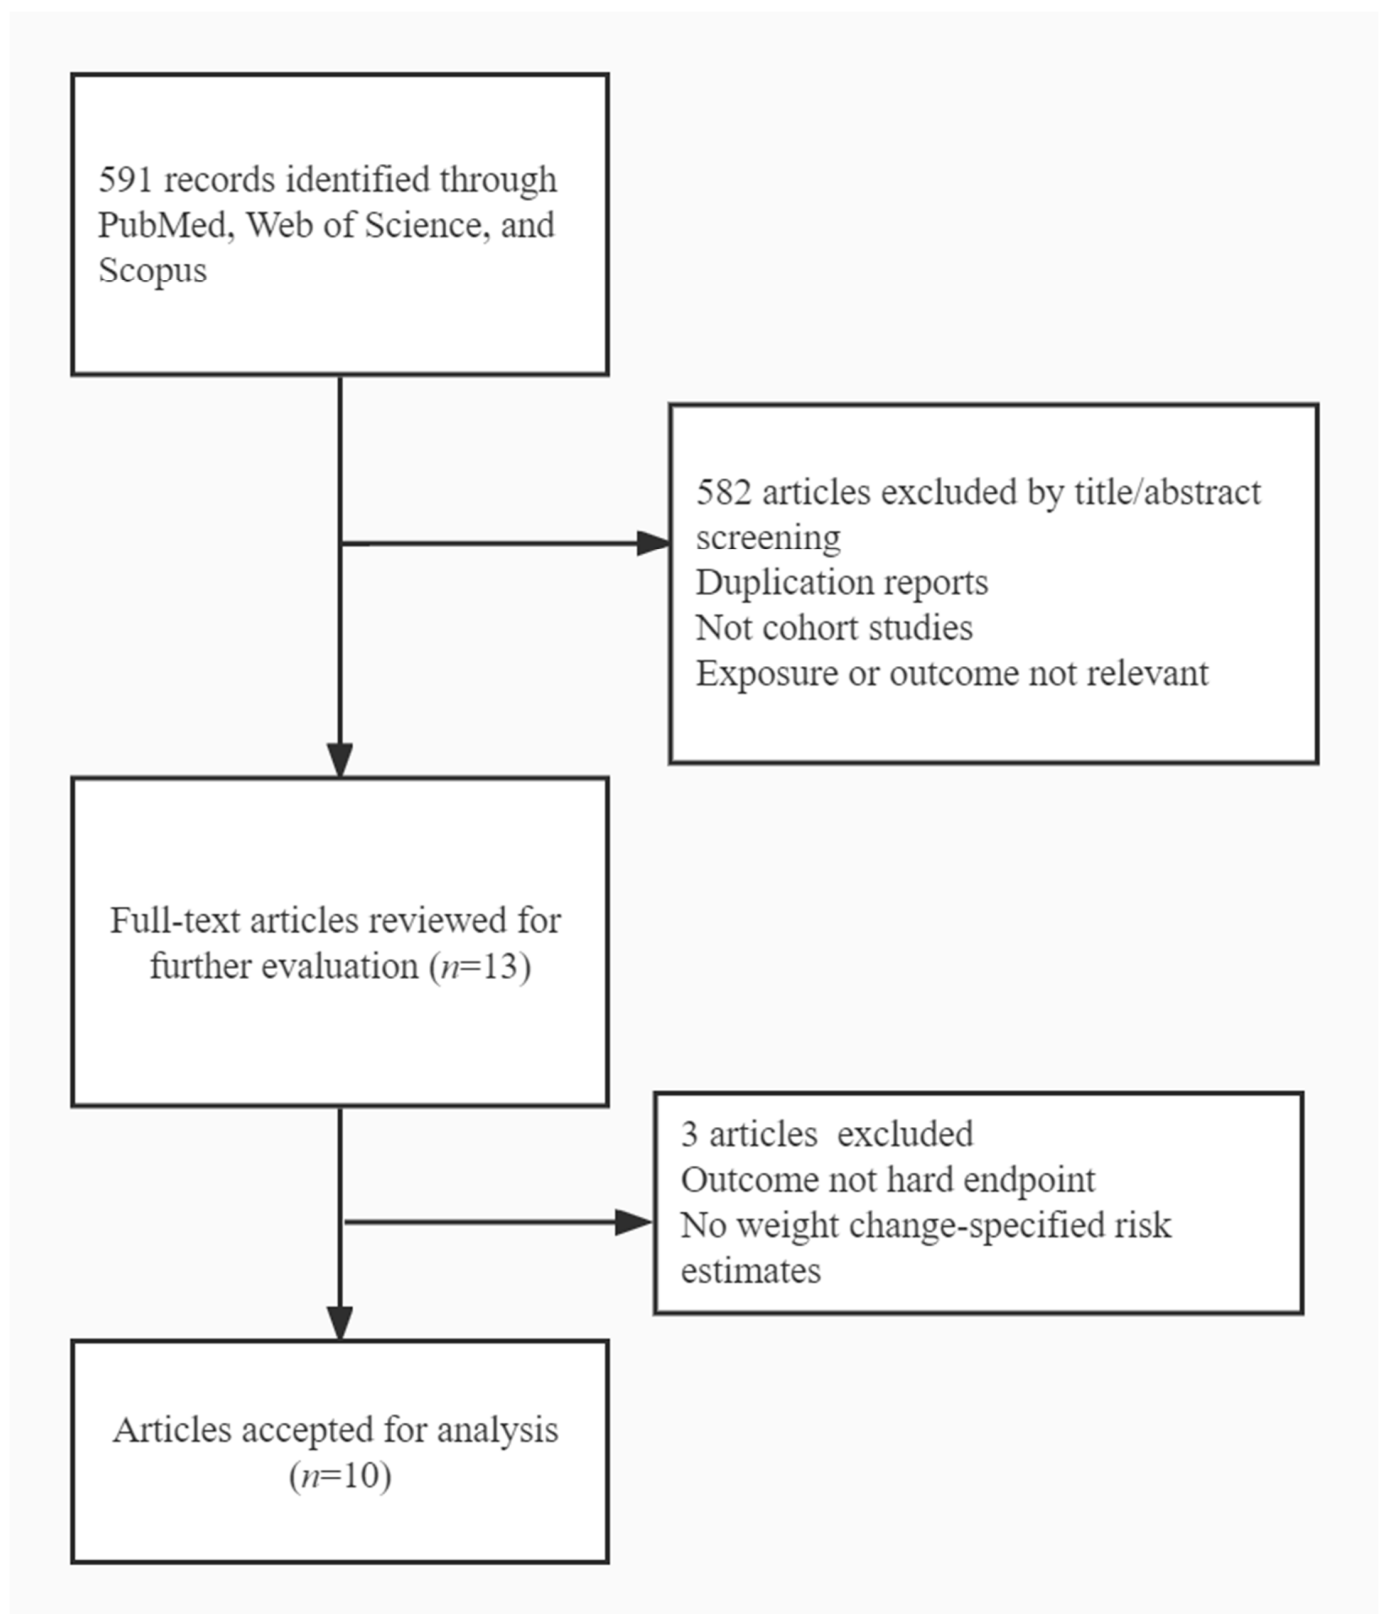 591 records identified through
PubMed, Web of Science, and
Scopus
582 articles excluded by title/abstract
screening
Duplication reports
Not cohort studies
Exposure or outcome not relevant
Full-text articles reviewed for
further evaluation (n=13)
3 articles  excluded
Outcome not hard endpoint
No weight change-specified risk
estimates
Articles accepted for analysis
(n=10)